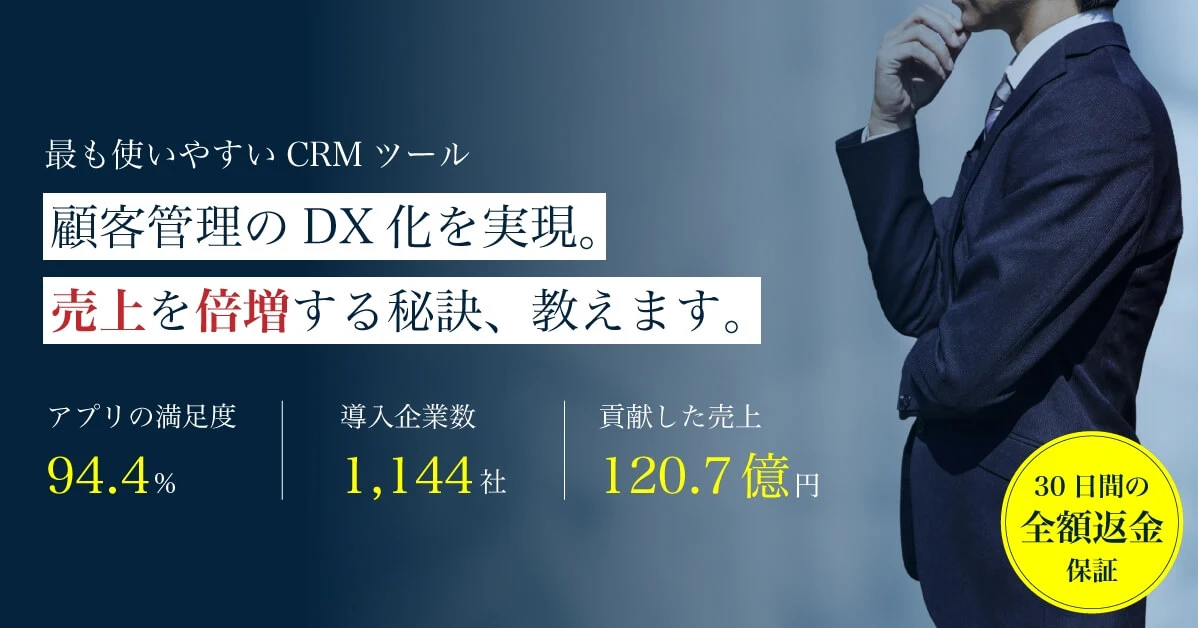 最も使いやすい CRM ツール
顧客管理の DX 化を実現。
売上を倍増する秘訣、教えます。
アプリの満足度
94.4%
導入企業数
1,144社
貢献した売上
120.7億円
30日間の
全額返金
保証